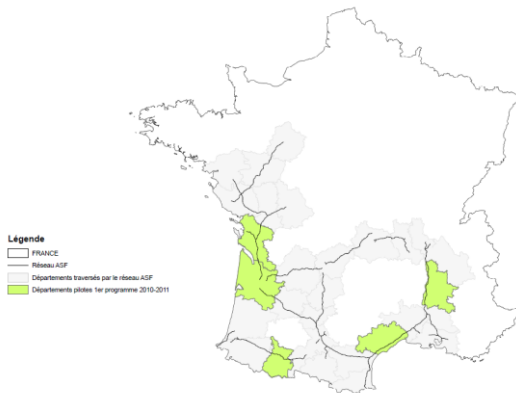 Légende
FRANCE
Réseau ASF
Départements traversés par le réseau ASF
Départements pilotes 1er programme 2010-2011